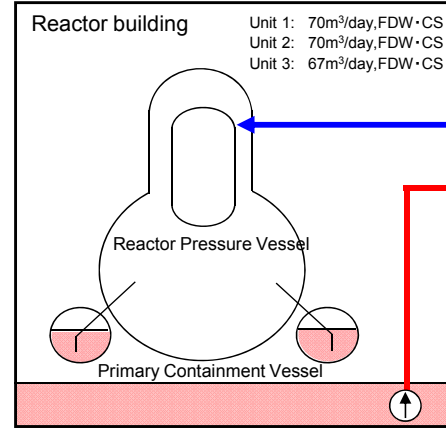 Reactor building
Unit 1: 70m³/day,FDW・CS
Unit 2: 70m³/day,FDW・CS
Unit 3: 67m³/day,FDW・CS
Reactor Pressure Vessel
Primary Containment Vessel